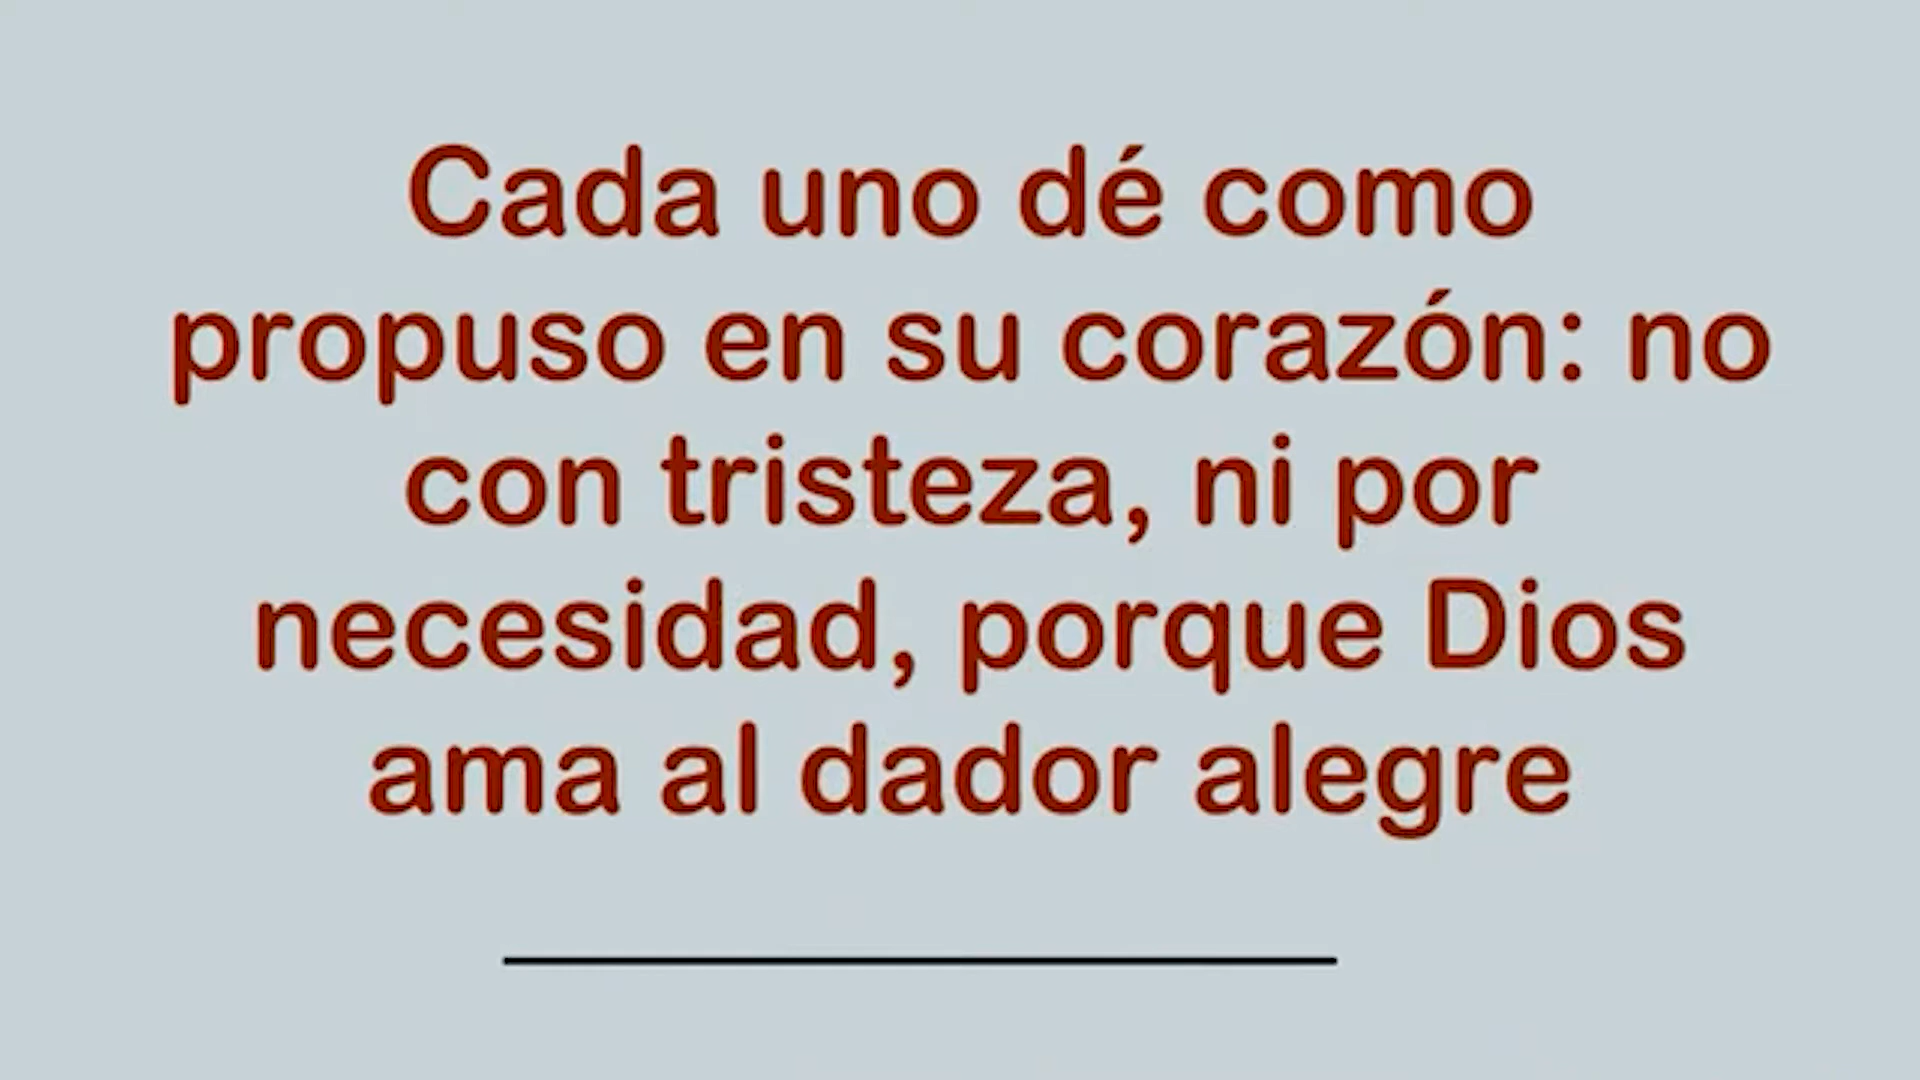 Cada uno dé como
propuso en su corazón: no
con tristeza, ni por
necesidad, porque Dios
ama al dador alegre